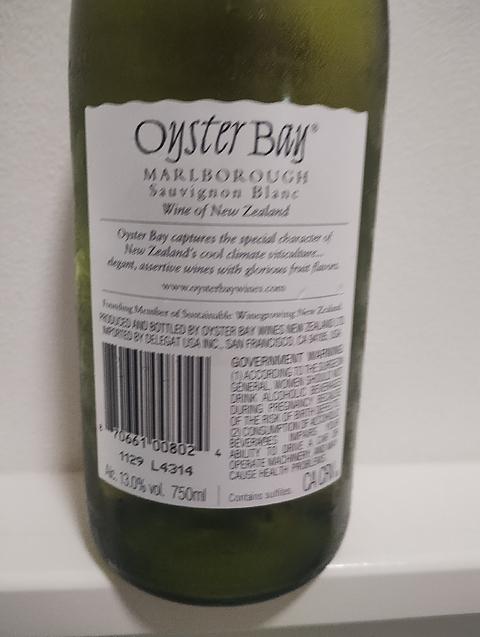 Oyster Bay®
MARLBOROUGH
Sauvignon Blanc
Wine of New Zealand
Oyster Bay captures the special character of
New Zealand's cool climate viticulture...
elegant, assertive wines with glorious fruit flavors.
www.oysterbaywines.com
Founding Member of Sustainable Winegrowing New Zealand
PRODUCED AND BOTTLED BY OYSTER BAY WINES NEW ZEALAND LTD
IMPORTED BY DELEGAT USA INC., SAN FRANCISCO, CA 94105, USA
GOVERNMENT WARNING:
(1) ACCORDING TO THE SURGEON
GENERAL, WOMEN SHOULD NOT
DRINK ALCOHOLIC BEVERAGES
DURING PREGNANCY BECAUSE
OF THE RISK OF BIRTH DEFECTS.
(2) CONSUMPTION OF ALCOHOLIC
BEVERAGES IMPAIRS YOUR
ABILITY TO DRIVE A CAR OR
OPERATE MACHINERY AND MAY
CAUSE HEALTH PROBLEMS.
8 70661 00802 4
1129 L4314
Alc. 13.0% vol. 750ml
Contains sulfites
CA CRV